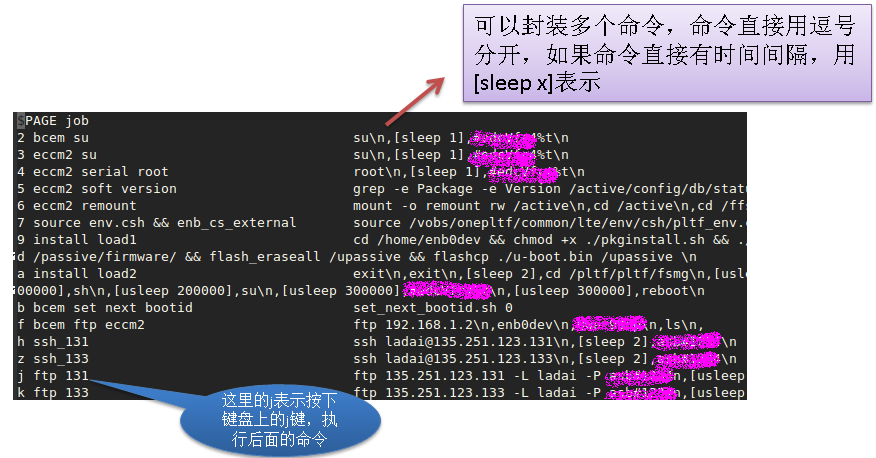 可以封装多个命令，命令直接用逗号
分开，如果命令直接有时间间隔，用
[sleep x]表示
$PAGE job
2 bcem su su\n,[sleep 1], %t\n
3 eccm2 su su\n,[sleep 1], %t\n
4 eccm2 serial root root\n,[sleep 1], %t\n
5 eccm2 soft version grep -e Package -e Version /active/config/db/stat
6 eccm2 remount mount -o remount rw /active\n,cd /active\n,cd /ffs
7 source env.csh && enb_cs_external source /vobs/onepltf/common/lte/env/csh/pltf_env.c
9 install load1 cd /home/enb0dev && chmod +x ./pkginstall.sh && ./
d /passive/firmware/ && flash_eraseall /upassive && flashcp ./u-boot.bin /upassive \n
a install load2 exit\n,exit\n,[sleep 2],cd /pltf/pltf/fsmg\n,[usle
00000],sh\n,[usleep 200000],su\n,[usleep 300000] \n,[usleep 300000],reboot\n
b bcem set next bootid set_next_bootid.sh 0
f bcem ftp eccm2 ftp 192.168.1.2\n,enb0dev\n, \n,ls\n,
h ssh_131 ssh ladai@135.251.123.131\n,[sleep 2] \n
z ssh_133 ssh ladai@135.251.123.133\n,[sleep 2], \n
j ftp 131 ftp 135.251.123.131 -L ladai -P \n,[usleep
k ftp 133 ftp 135.251.123.133 -L ladai -P \n,[usleep
这里的j表示按下
键盘上的j键，执
行后面的命令